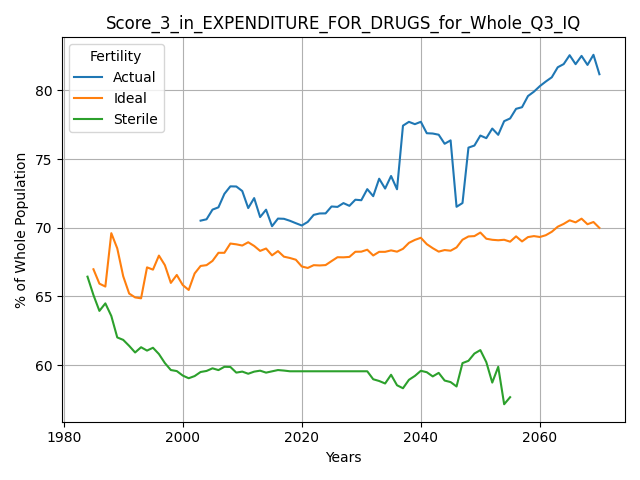 Score_3_in_EXPENDITURE_FOR_DRUGS_for_Whole_Q3_IQ
Fertility
Actual
Ideal
Sterile
% of Whole Population
80
75
70
65
60
1980
2000
2020
2040
2060
Years